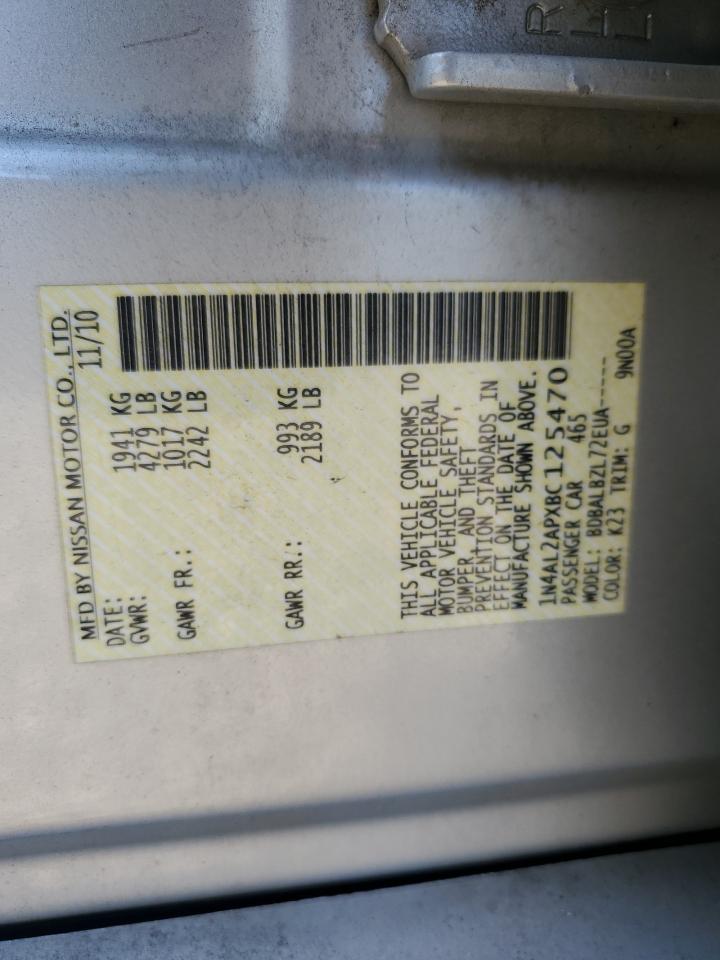 MFD BY NISSAN MOTOR CO., LTD.
DATE: 11/10
GVWR: 1941 KG
4279 LB
GAWR FR.: 1017 KG
2242 LB
GAWR RR.: 993 KG
2189 LB
THIS VEHICLE CONFORMS TO
ALL APPLICABLE FEDERAL
MOTOR VEHICLE SAFETY,
BUMPER, AND THEFT
PREVENTION STANDARDS IN
EFFECT ON THE DATE OF
MANUFACTURE SHOWN ABOVE.
1N4AL2APXBC125470
PASSENGER CAR 465
MODEL: BDBALBZL72EUA-----
COLOR: K23 TRIM: G 9N00A